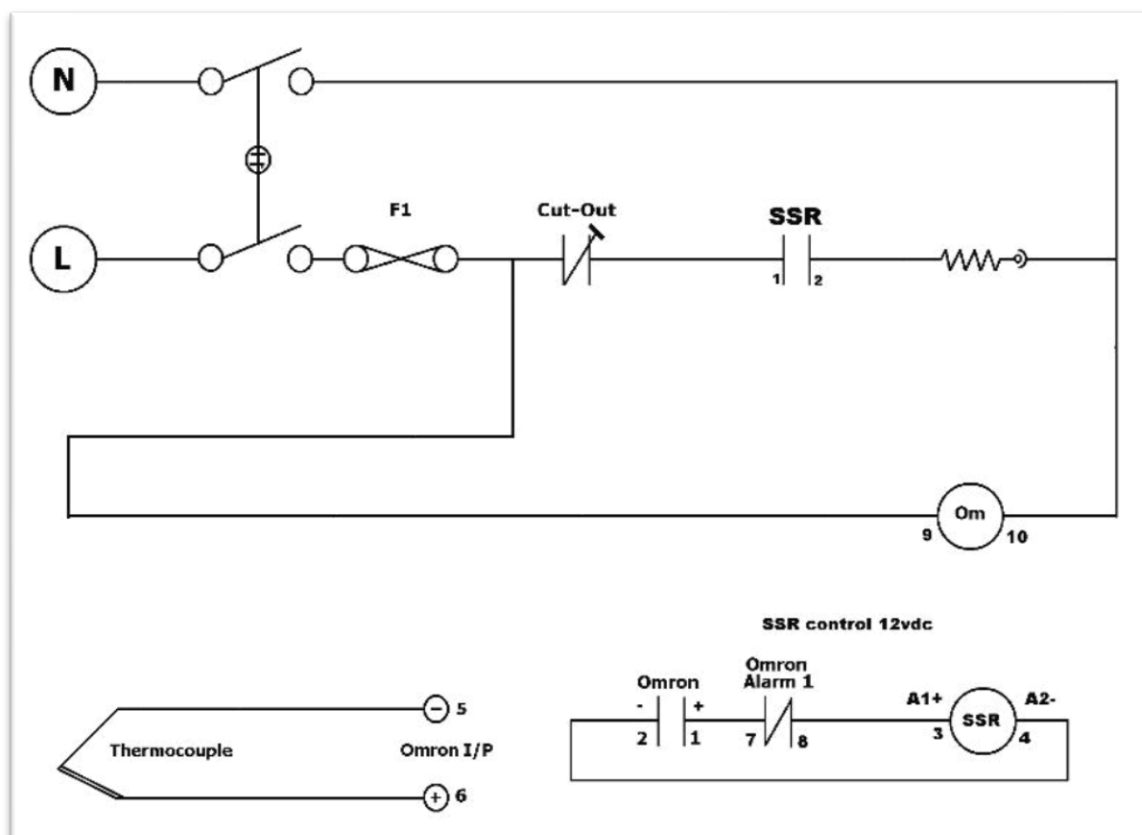 N
F1
Cut-Out
SSR
L
1
2
Om
9
10
SSR control 12vdc
Omron
Omron
Alarm 1
-
+
A1+
A2-
SSR
2
1
7
8
3
4
Thermocouple
Omron I/P
-
5
+
6